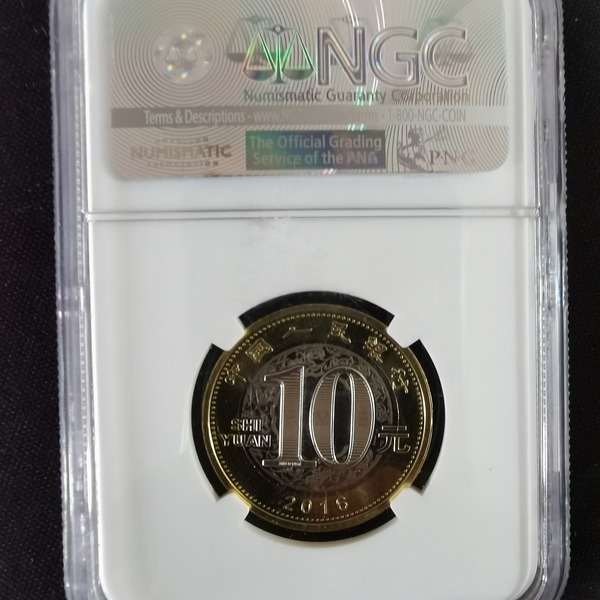 NGC
Numismatic Guaranty Corporation
Terms & Descriptions - www. • 1-800-NGC-COIN
NUMISMATIC
The Official Grading
Service of the PNG
PNG
中国人民银行
10
SHI
YUAN
元
2016